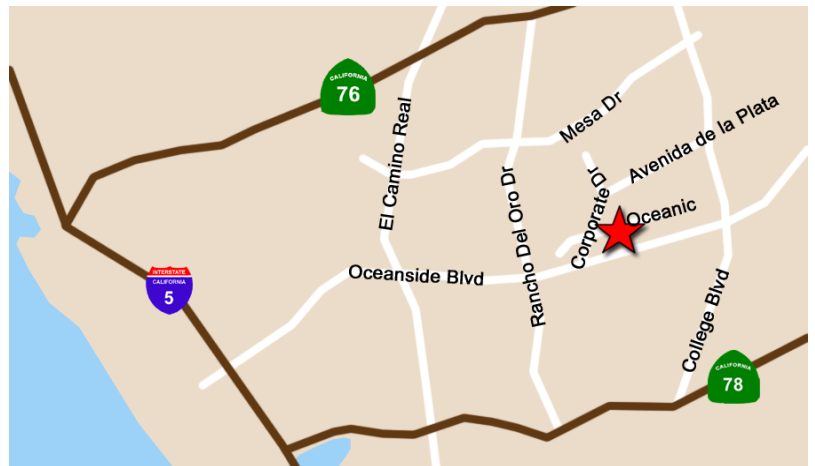 CALIFORNIA
76
Mesa Dr
Avenida de la Plata
El Camino Real
Rancho Del Oro Dr
Corporate Dr
Oceanic
Oceanside Blvd
INTERSTATE
CALIFORNIA
5
College Blvd
CALIFORNIA
78